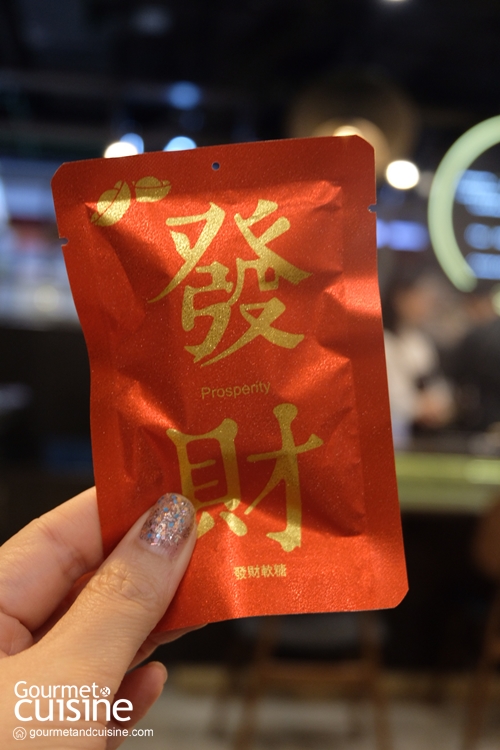 發
Prosperity
財
發財軟糖
Gourmet
&
CUISINE
gourmetandcuisine.com